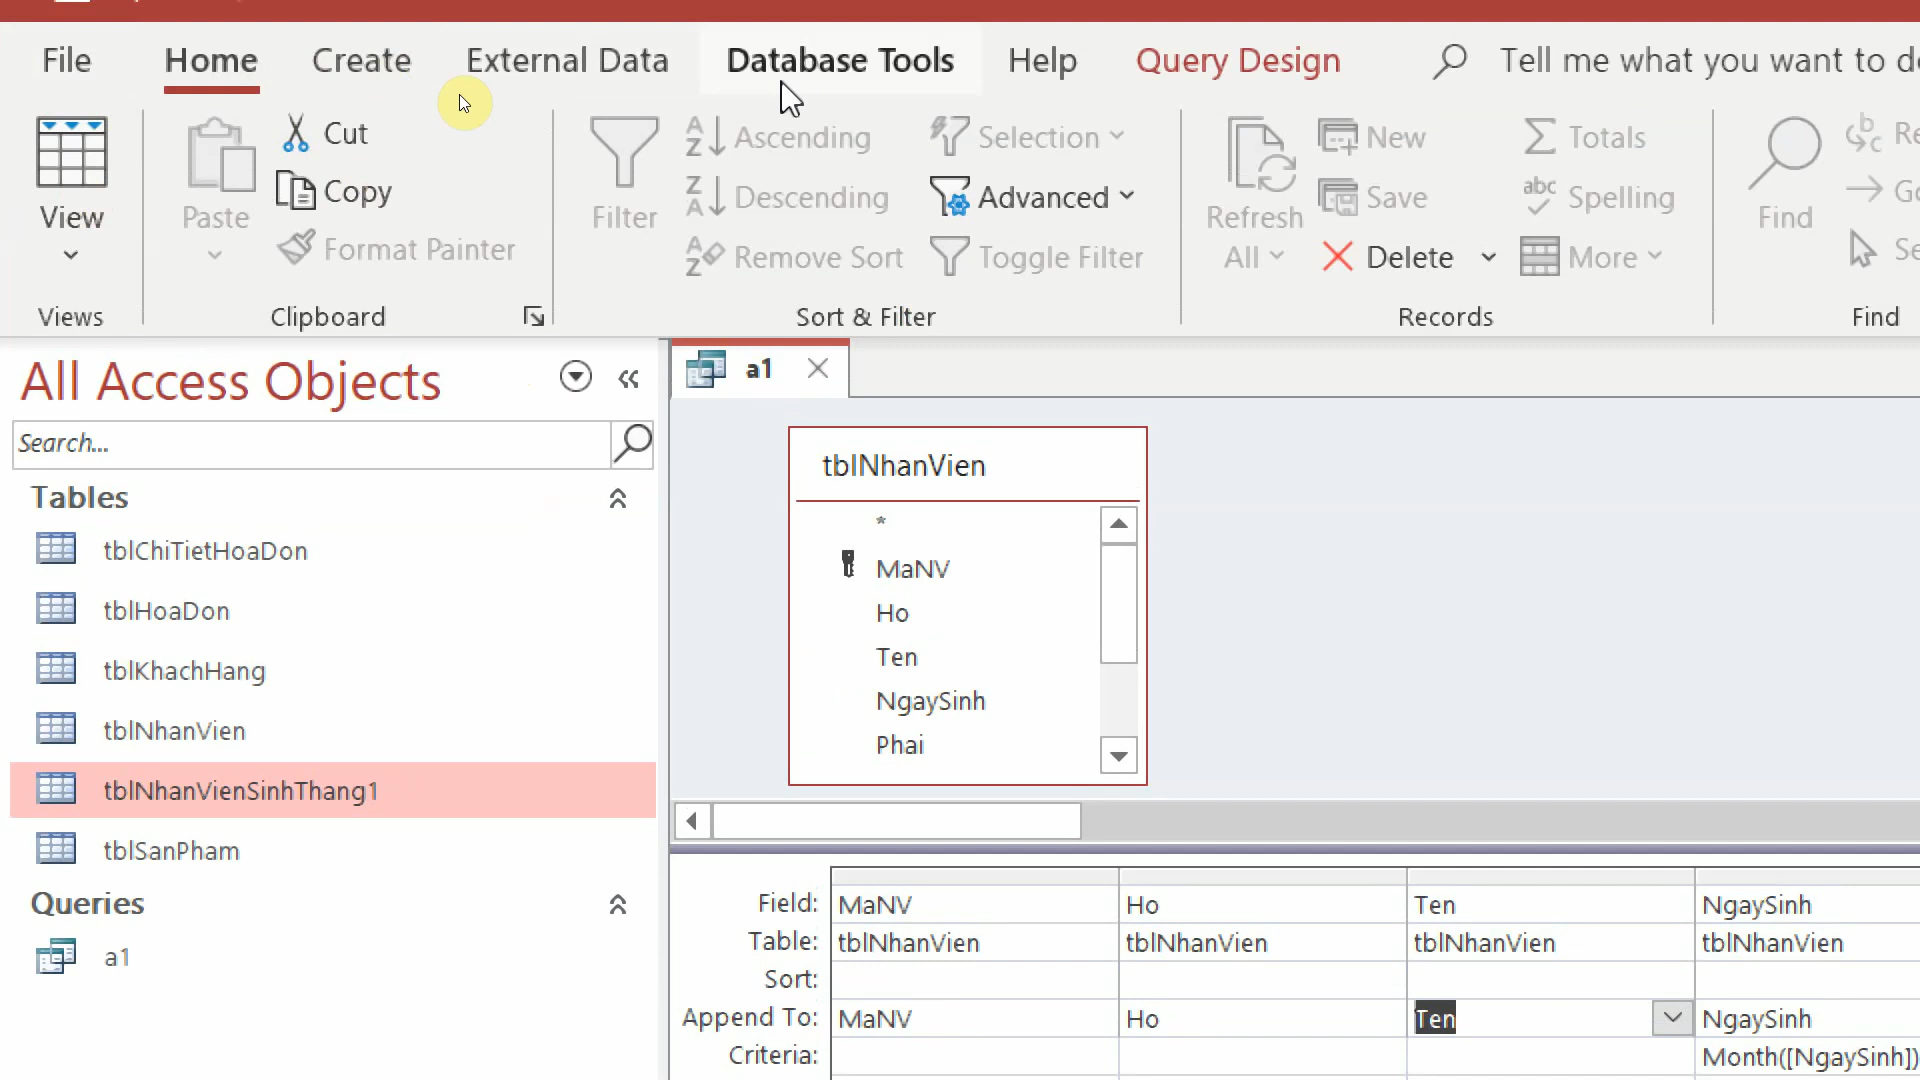 File Home Create External Data Database Tools Help Query Design Tell me what you want to
View
Views
Paste
Cut
Copy
Format Painter
Clipboard
Filter
Ascending
Descending
Remove Sort
Selection
Advanced
Toggle Filter
Sort & Filter
Refresh
All
New
Save
Delete
Totals
Spelling
More
Records
Find
Find
All Access Objects
Search...
Tables
tblChiTietHoaDon
tblHoaDon
tblKhachHang
tblNhanVien
tblNhanVienSinhThang1
tblSanPham
Queries
a1
a1
tblNhanVien
*
MaNV
Ho
Ten
NgaySinh
Phai
Field: MaNV Ho Ten NgaySinh
Table: tblNhanVien tblNhanVien tblNhanVien tblNhanVien
Sort:
Append To: MaNV Ho Ten NgaySinh
Criteria: Month([NgaySinh])